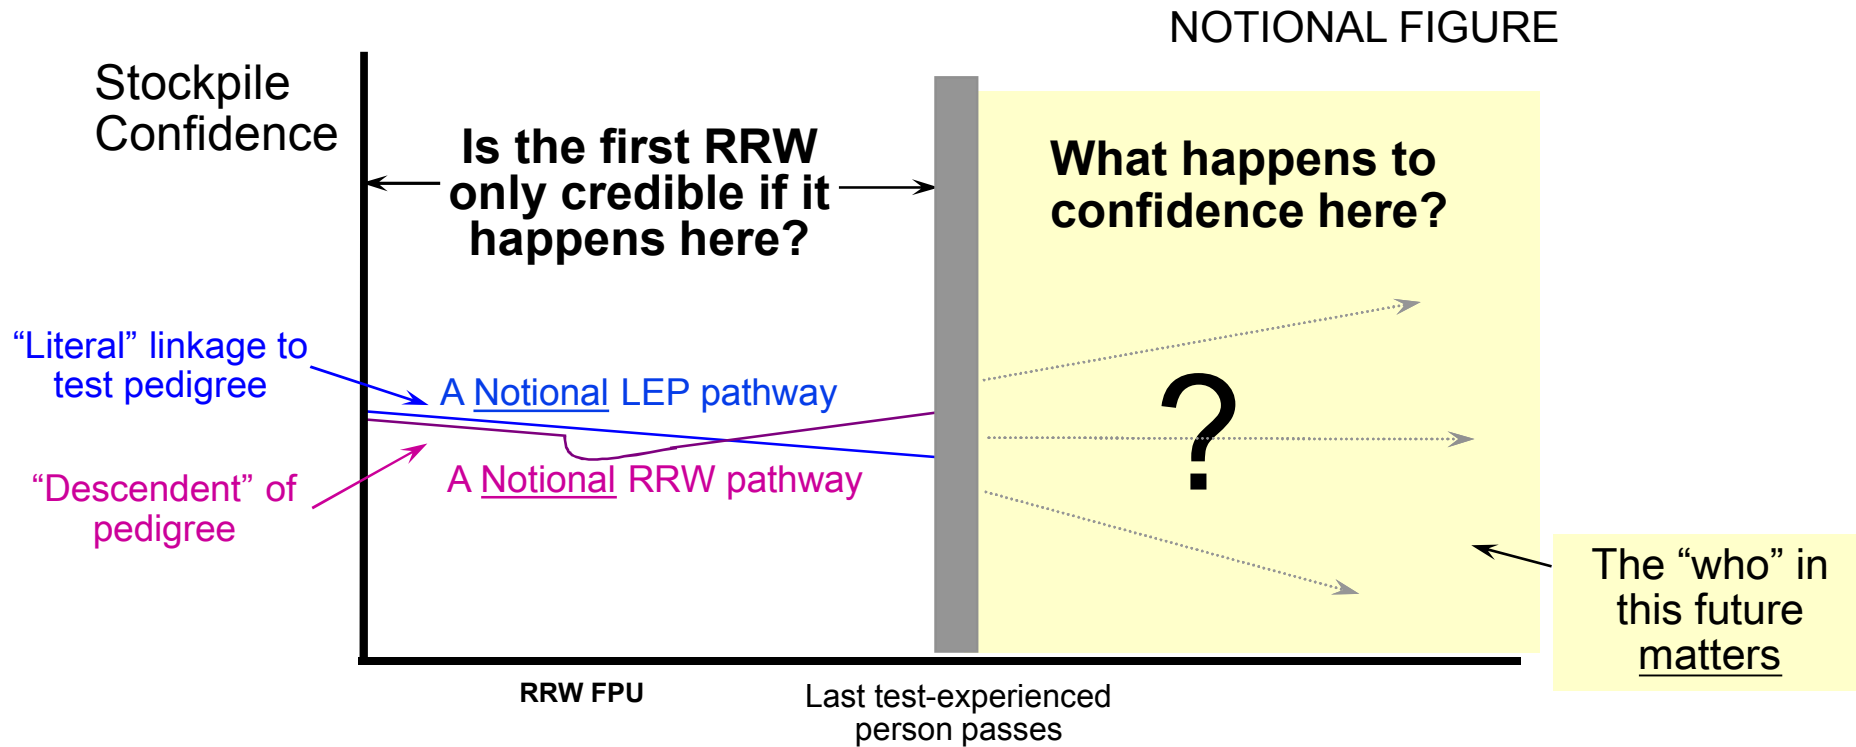 NOTIONAL FIGURE
Stockpile
Confidence
Is the first RRW
only credible if it
happens here?
What happens to
confidence here?
“Literal” linkage to
test pedigree
A Notional LEP pathway
?
“Descendent” of
pedigree
A Notional RRW pathway
The “who” in
this future
matters
RRW FPU
Last test-experienced
person passes